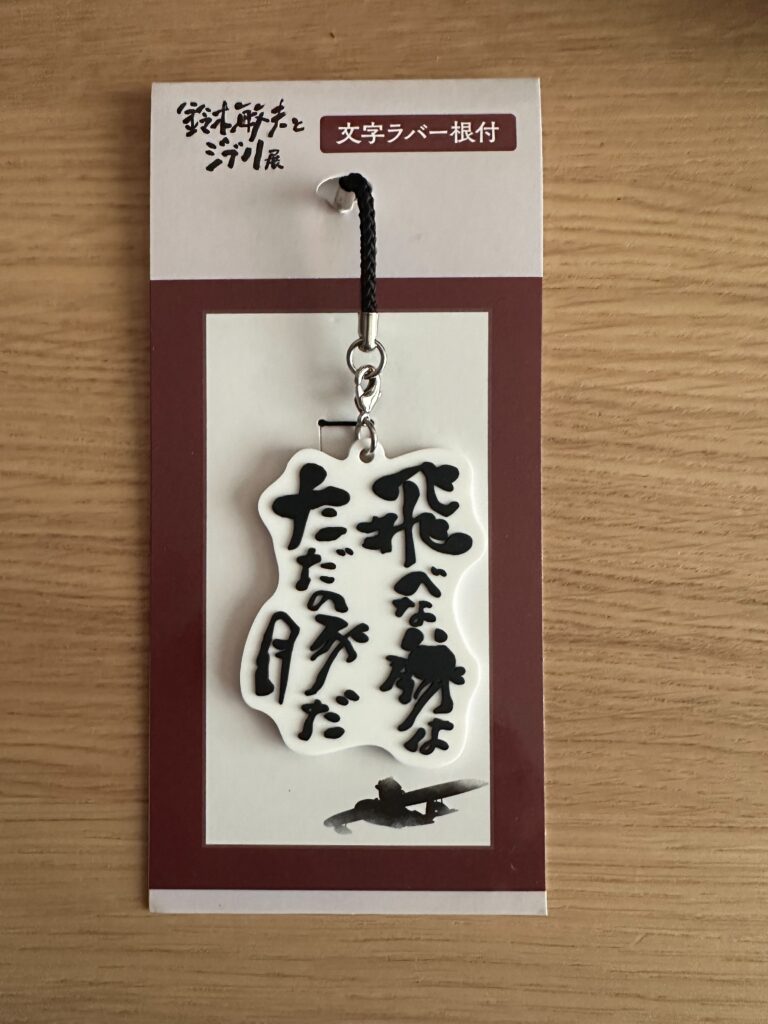 鈴木敏夫と
ジブリ展
文字ラバー根付
飛べない豚は
ただの豚だ